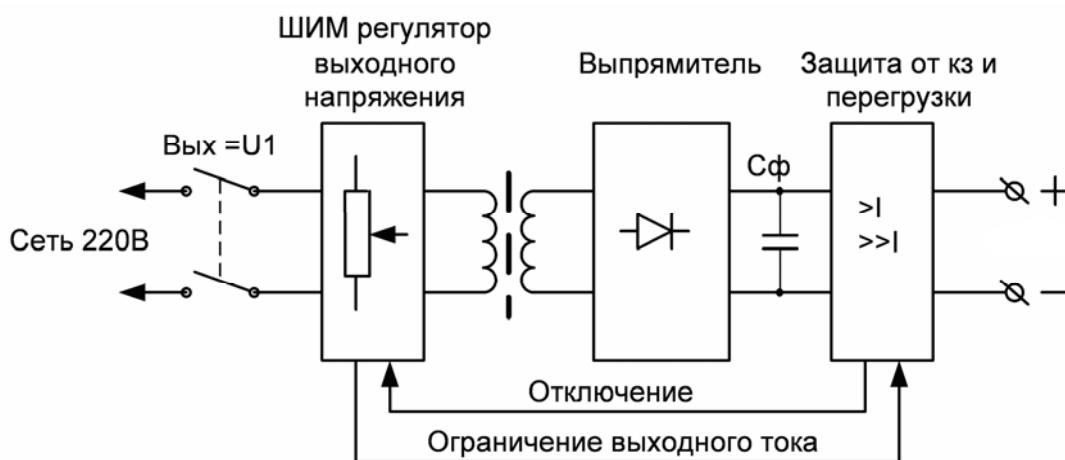 ШИМ регулятор
выходного
напряжения
Выпрямитель
Защита от кз и
перегрузки
Вых =U1
Сф
>I
>>I
Сеть 220В
+
−
Отключение
Ограничение выходного тока